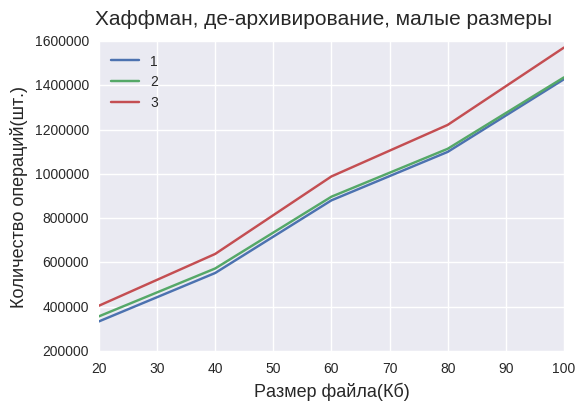 Хаффман, де-архивирование, малые размеры
1600000
1400000
1200000
1000000
800000
600000
400000
200000
Количество операций(шт.)
1
2
3
20 30 40 50 60 70 80 90 100
Размер файла(Кб)